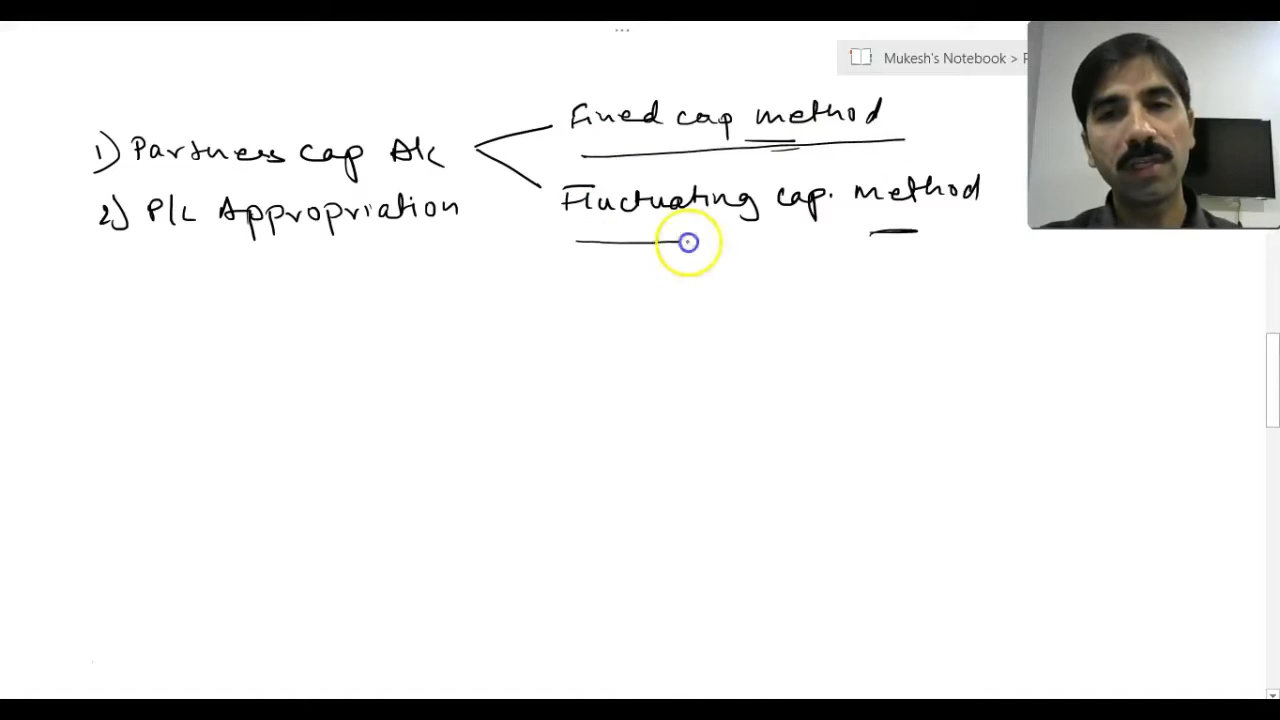 Mukesh's Notebook >
Fixed cap method
1) Partners cap A/c
Fluctuating cap. method
2) P/L Appropriation